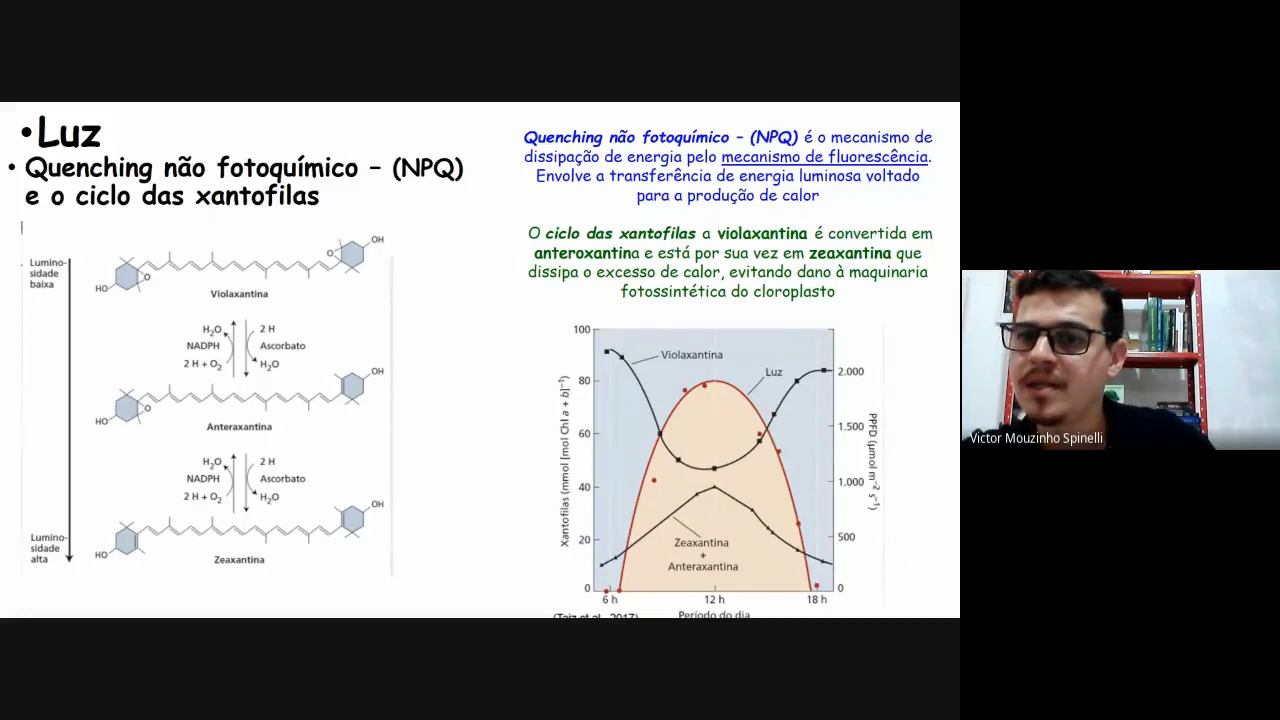 •Luz
• Quenching não fotoquímico – (NPQ)
e o ciclo das xantofilas
Lumino-
sidade
baixa
OH
O
O
HO
Violaxantina
H₂O
NADPH
2 H + O₂
2 H
Ascorbato
H₂O
OH
O
HO
Anteraxantina
H₂O
NADPH
2 H + O₂
2 H
Ascorbato
H₂O
OH
HO
Zeaxantina
Lumino-
sidade
alta
Quenching não fotoquímico – (NPQ) é o mecanismo de
dissipação de energia pelo mecanismo de fluorescência.
Envolve a transferência de energia luminosa voltado
para a produção de calor
O ciclo das xantofilas a violaxantina é convertida em
anteroxantina e está por sua vez em zeaxantina que
dissipa o excesso de calor, evitando dano à maquinaria
fotossintética do cloroplasto
Xantofilas (mmol [mol Chl a + b]⁻¹)
100
80
60
40
20
0
Violaxantina
Luz
Zeaxantina
+
Anteraxantina
2.000
1.500
1.000
500
0
PPFD (µmol m⁻² s⁻¹)
6 h
12 h
18 h
Período do dia
(Taiz et al., 2017)
Victor Mouzinho Spinelli